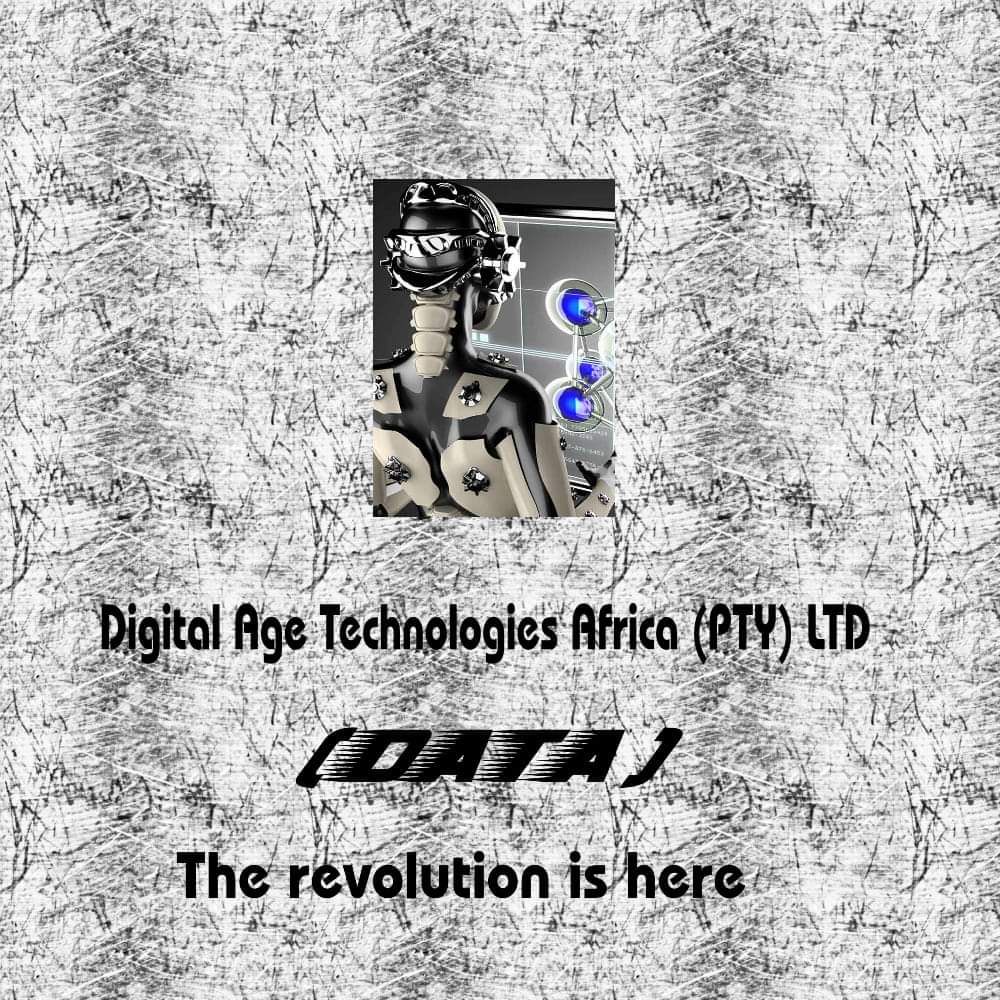 Digital Age Technologies Africa (PTY) LTD
(DATA)
The revolution is here